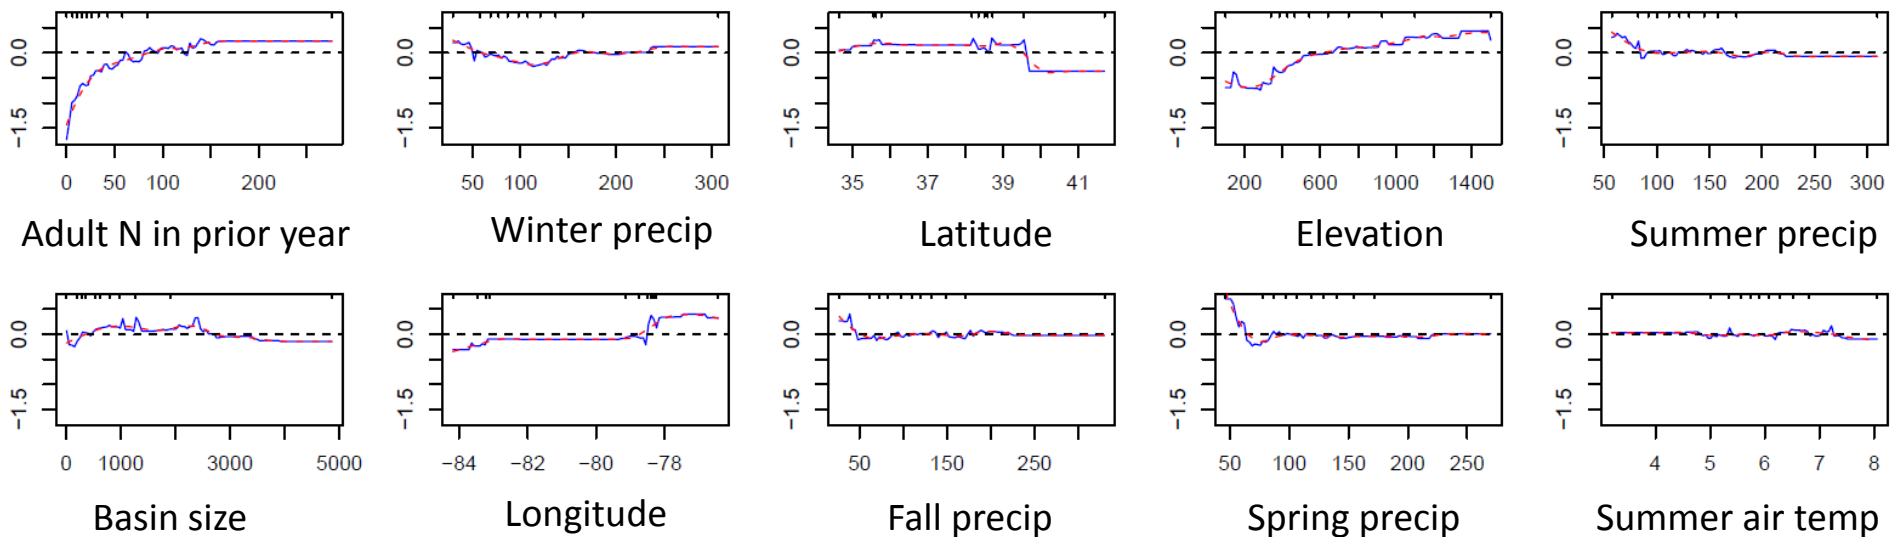 0.0
-1.5
0 50 100 200
Adult N in prior year
0.0
-1.5
50 100 200 300
Winter precip
0.0
-1.5
35 37 39 41
Latitude
0.0
-1.5
200 600 1000 1400
Elevation
0.0
-1.5
50 100 150 200 250 300
Summer precip
0.0
-1.5
0 1000 3000 5000
Basin size
0.0
-1.5
-84 -82 -80 -78
Longitude
0.0
-1.5
50 150 250
Fall precip
0.0
-1.5
50 100 150 200 250
Spring precip
0.0
-1.5
4 5 6 7 8
Summer air temp